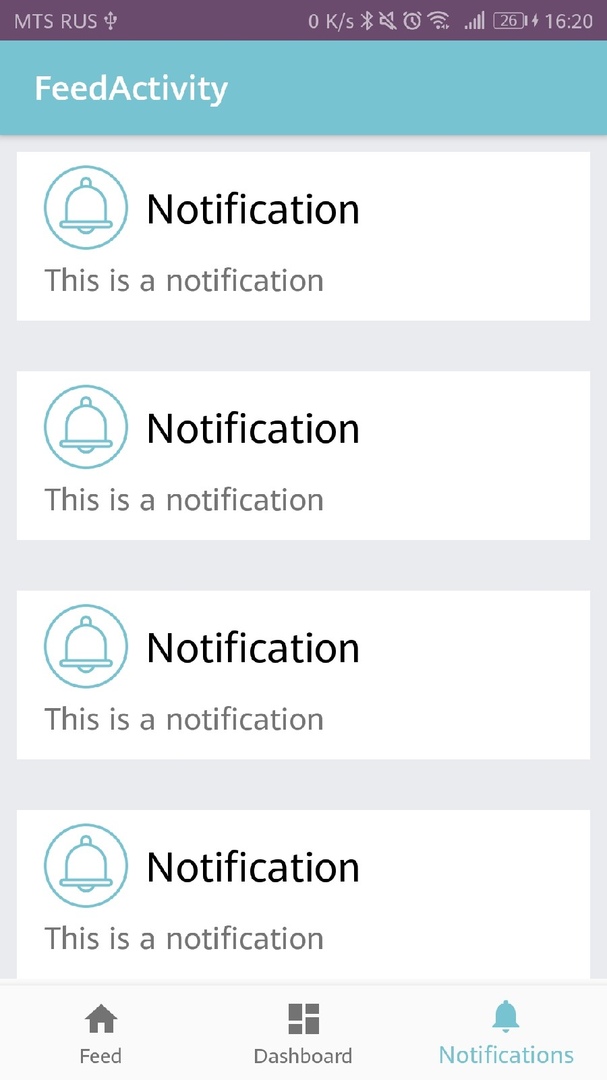 MTS RUS 0 K/s 26 16:20
FeedActivity
Notification
This is a notification
Notification
This is a notification
Notification
This is a notification
Notification
This is a notification
Feed Dashboard Notifications